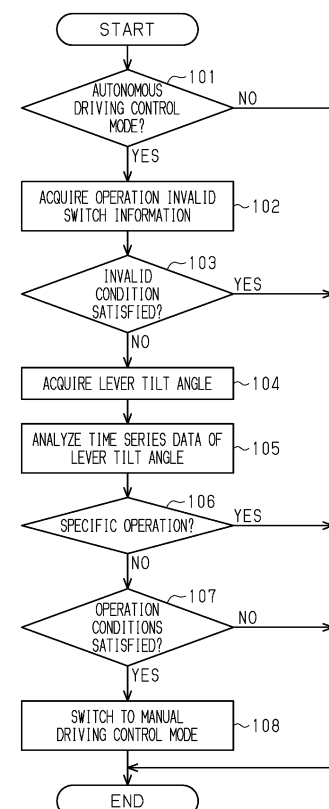 START
101
AUTONOMOUS
DRIVING CONTROL
MODE?
NO
YES
ACQUIRE OPERATION INVALID
SWITCH INFORMATION
102
103
INVALID
CONDITION
SATISFIED?
YES
NO
ACQUIRE LEVER TILT ANGLE
104
ANALYZE TIME SERIES DATA OF
LEVER TILT ANGLE
105
106
SPECIFIC OPERATION?
YES
NO
107
OPERATION
CONDITIONS
SATISFIED?
NO
YES
SWITCH TO MANUAL
DRIVING CONTROL MODE
108
END